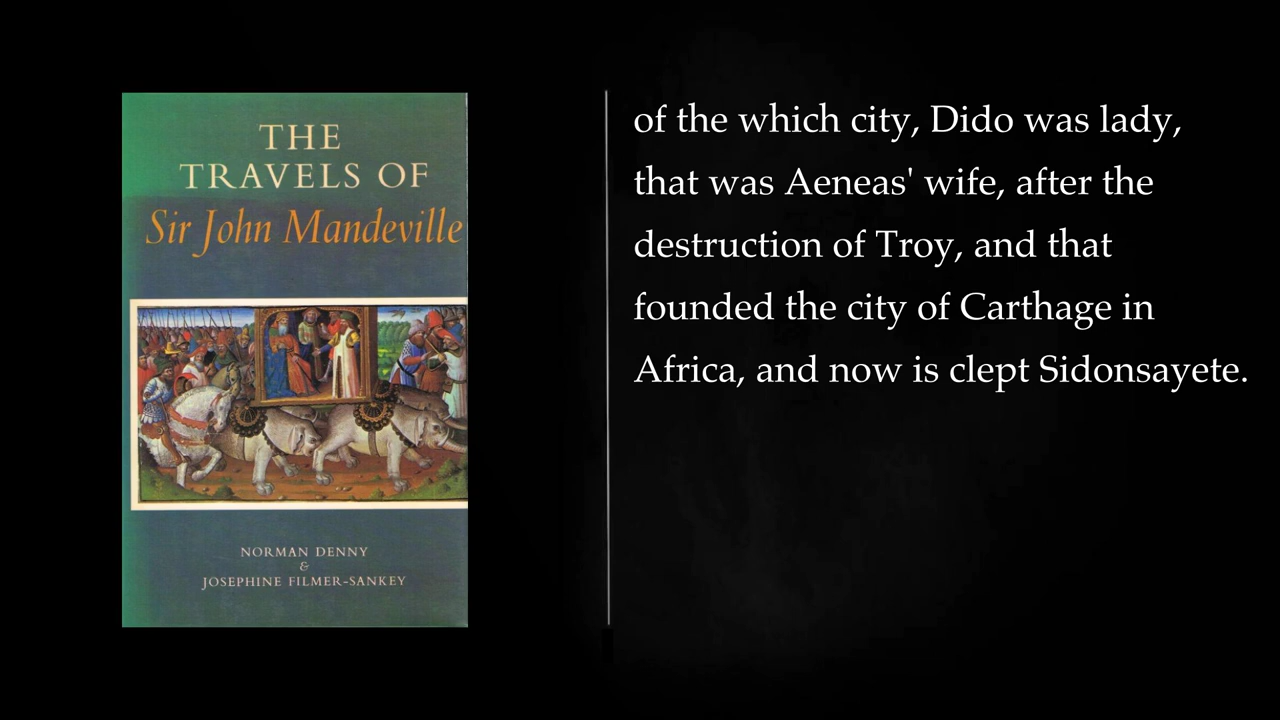 THE
TRAVELS OF
Sir John Mandeville
NORMAN DENNY
&
JOSEPHINE FILMER-SANKEY
of the which city, Dido was lady,
that was Aeneas' wife, after the
destruction of Troy, and that
founded the city of Carthage in
Africa, and now is clept Sidonsayete.